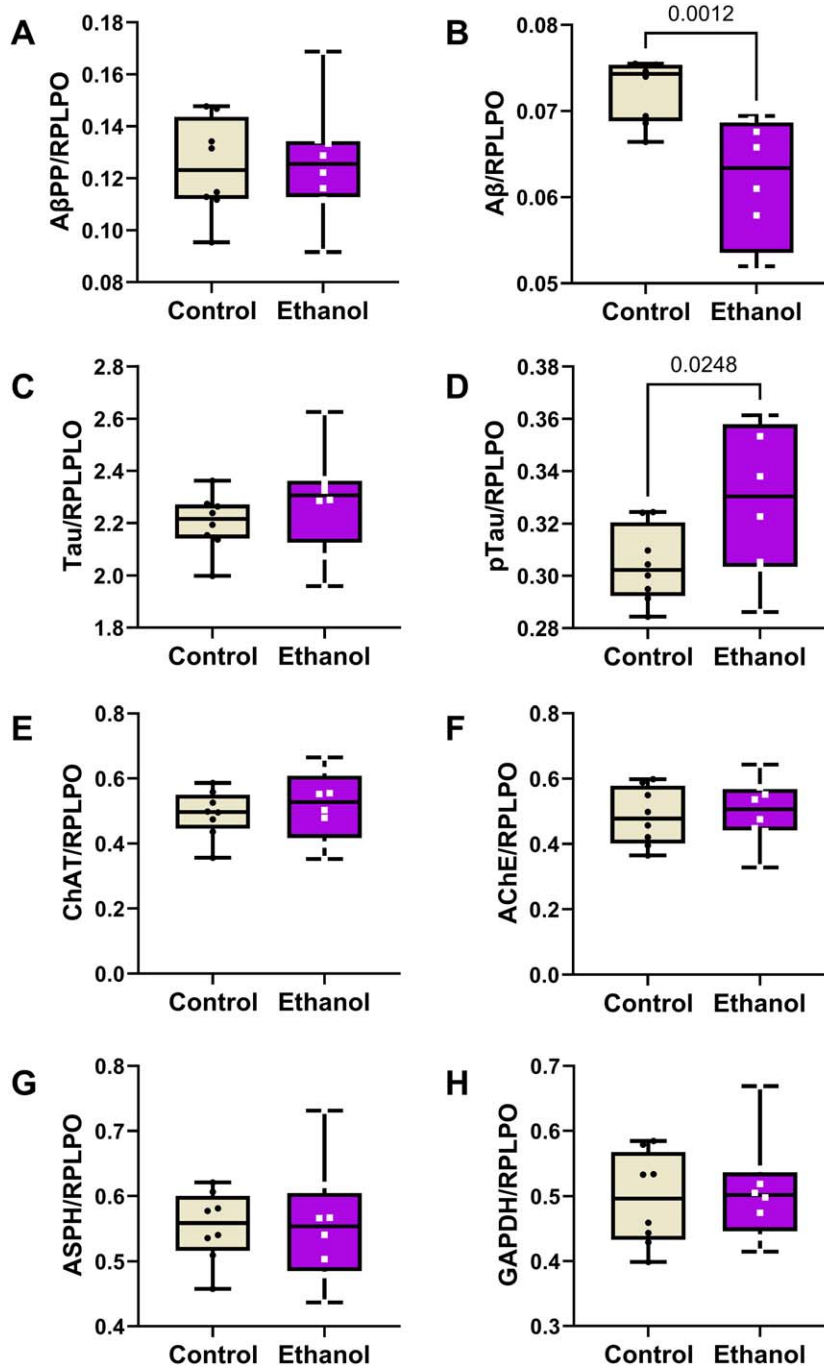 A
AβPP/RPLPO
0.18
0.16
0.14
0.12
0.10
0.08
Control Ethanol
B
Aβ/RPLPO
0.0012
0.08
0.07
0.06
0.05
Control Ethanol
C
Tau/RPLPLO
2.8
2.6
2.4
2.2
2.0
1.8
Control Ethanol
D
pTau/RPLPO
0.0248
0.38
0.36
0.34
0.32
0.30
0.28
Control Ethanol
E
ChAT/RPLPO
0.8
0.6
0.4
0.2
0.0
Control Ethanol
F
AChE/RPLPO
0.8
0.6
0.4
0.2
0.0
Control Ethanol
G
ASPH/RPLPO
0.8
0.7
0.6
0.5
0.4
Control Ethanol
H
GAPDH/RPLPO
0.7
0.6
0.5
0.4
0.3
Control Ethanol